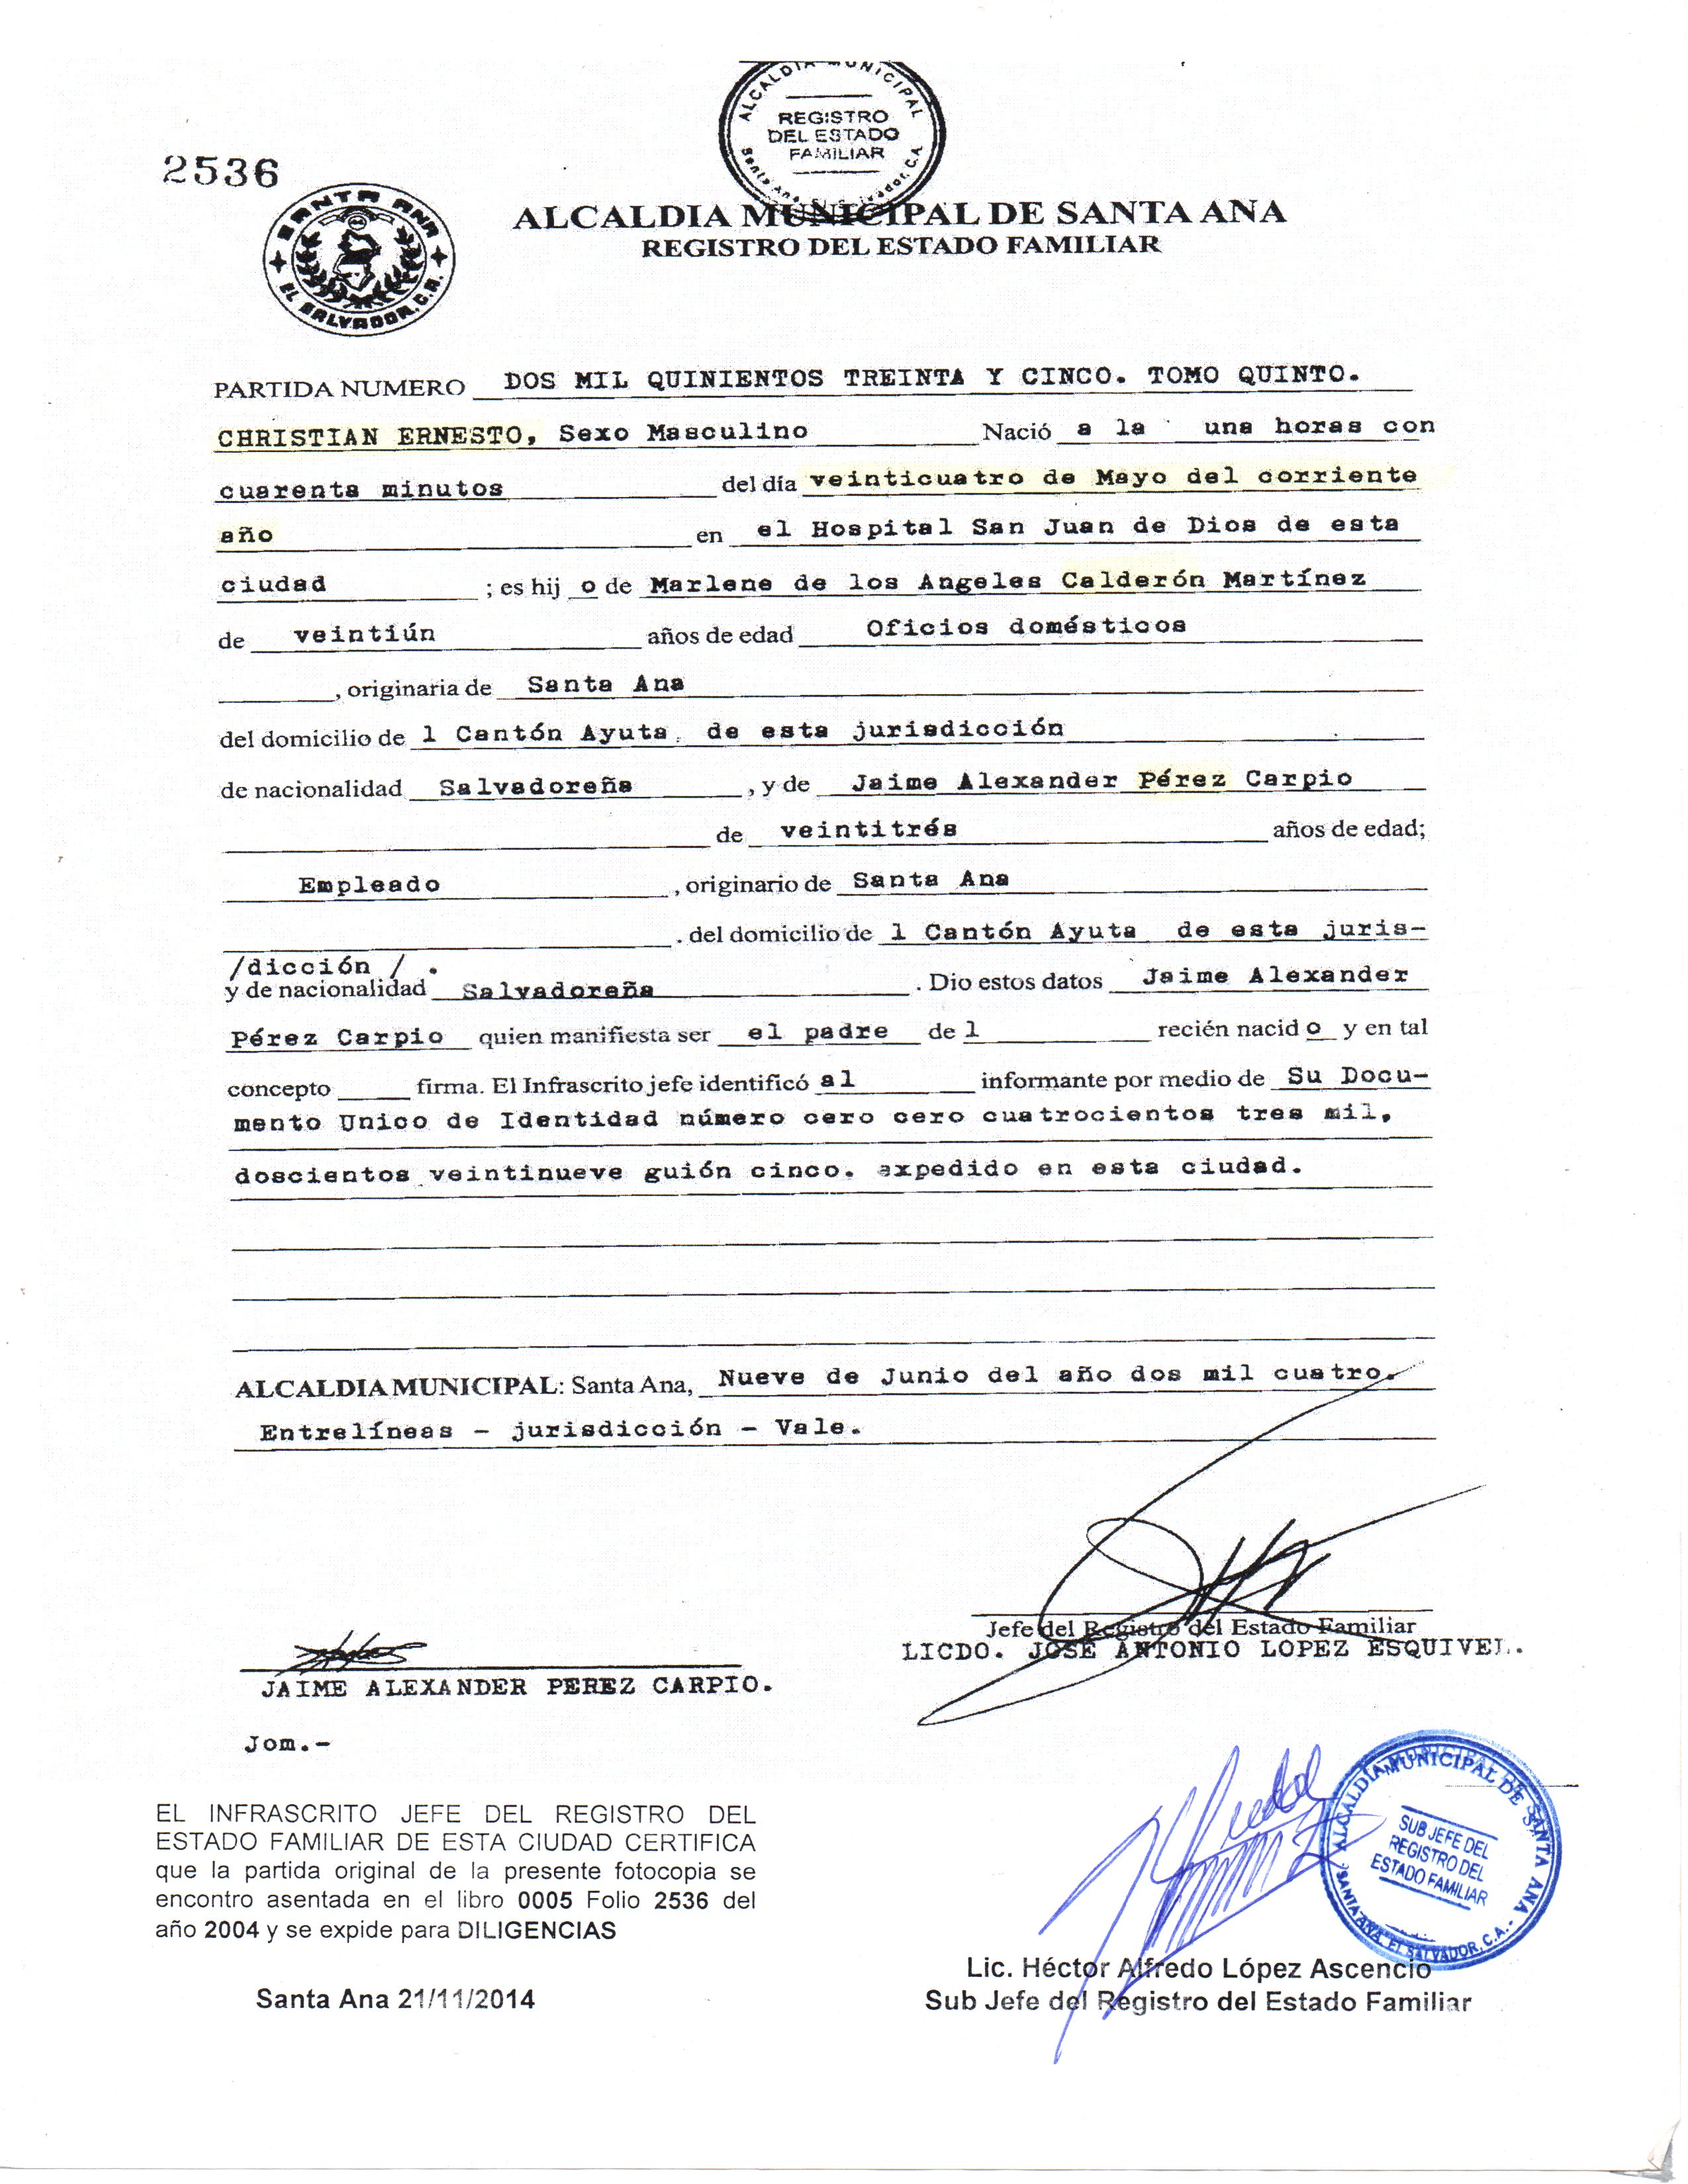 ALCALDIA MUNICIPAL
REGISTRO
DEL ESTADO
FAMILIAR
2536
SANTA ANA
EL SALVADOR, C.A.
ALCALDIA MUNICIPAL DE SANTA ANA
REGISTRO DEL ESTADO FAMILIAR
PARTIDA NUMERO DOS MIL QUINIENTOS TREINTA Y CINCO. TOMO QUINTO.
CHRISTIAN ERNESTO, Sexo Masculino Nació a la una horas con
cuarenta minutos del día veinticuatro de Mayo del corriente
año en el Hospital San Juan de Dios de esta
ciudad ; es hij o de Marlene de los Angeles Calderón Martínez
de veintiún años de edad Oficios domésticos
, originaria de Santa Ana
del domicilio de l Cantón Ayuta, de esta jurisdicción
de nacionalidad Salvadoreña , y de Jaime Alexander Pérez Carpio
de veintitrés años de edad;
Empleado , originario de Santa Ana
. del domicilio de l Cantón Ayuta de esta juris-
/dicción / .
y de nacionalidad Salvadoreña . Dio estos datos Jaime Alexander
Pérez Carpio quien manifiesta ser el padre de l recién nacid o y en tal
concepto firma. El Infrascrito jefe identificó al informante por medio de Su Docu-
mento Unico de Identidad número cero cero cuatrocientos tres mil,
doscientos veintinueve guión cinco. expedido en esta ciudad.
ALCALDIA MUNICIPAL: Santa Ana, Nueve de Junio del año dos mil cuatro.
Entrelíneas - jurisdicción - Vale.
Jefe del Registro del Estado Familiar
LICDO. JOSE ANTONIO LOPEZ ESQUIVEL.
JAIME ALEXANDER PEREZ CARPIO.
Jom.-
EL INFRASCRITO JEFE DEL REGISTRO DEL
ESTADO FAMILIAR DE ESTA CIUDAD CERTIFICA
que la partida original de la presente fotocopia se
encontro asentada en el libro 0005 Folio 2536 del
año 2004 y se expide para DILIGENCIAS
Santa Ana 21/11/2014
ALCALDIA MUNICIPAL DE SANTA ANA
SUB JEFE DEL
REGISTRO DEL
ESTADO FAMILIAR
SANTA ANA, EL SALVADOR, C.A.
Lic. Héctor Alfredo López Ascencio
Sub Jefe del Registro del Estado Familiar